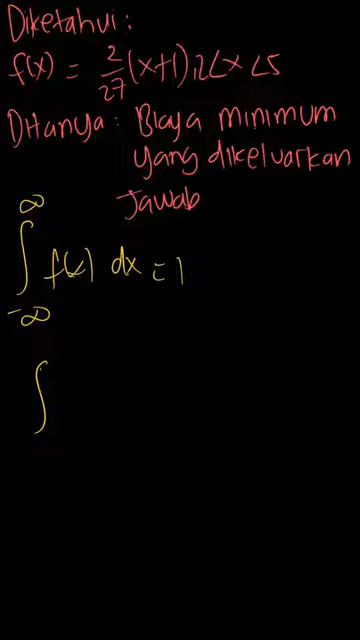 Diketahui:
f(x) = 2/27 (x+1), 2<x<5
Ditanya: Biaya minimum
yang dikeluarkan
Jawab
∞
∫ f(x) dx = 1
-∞
∫